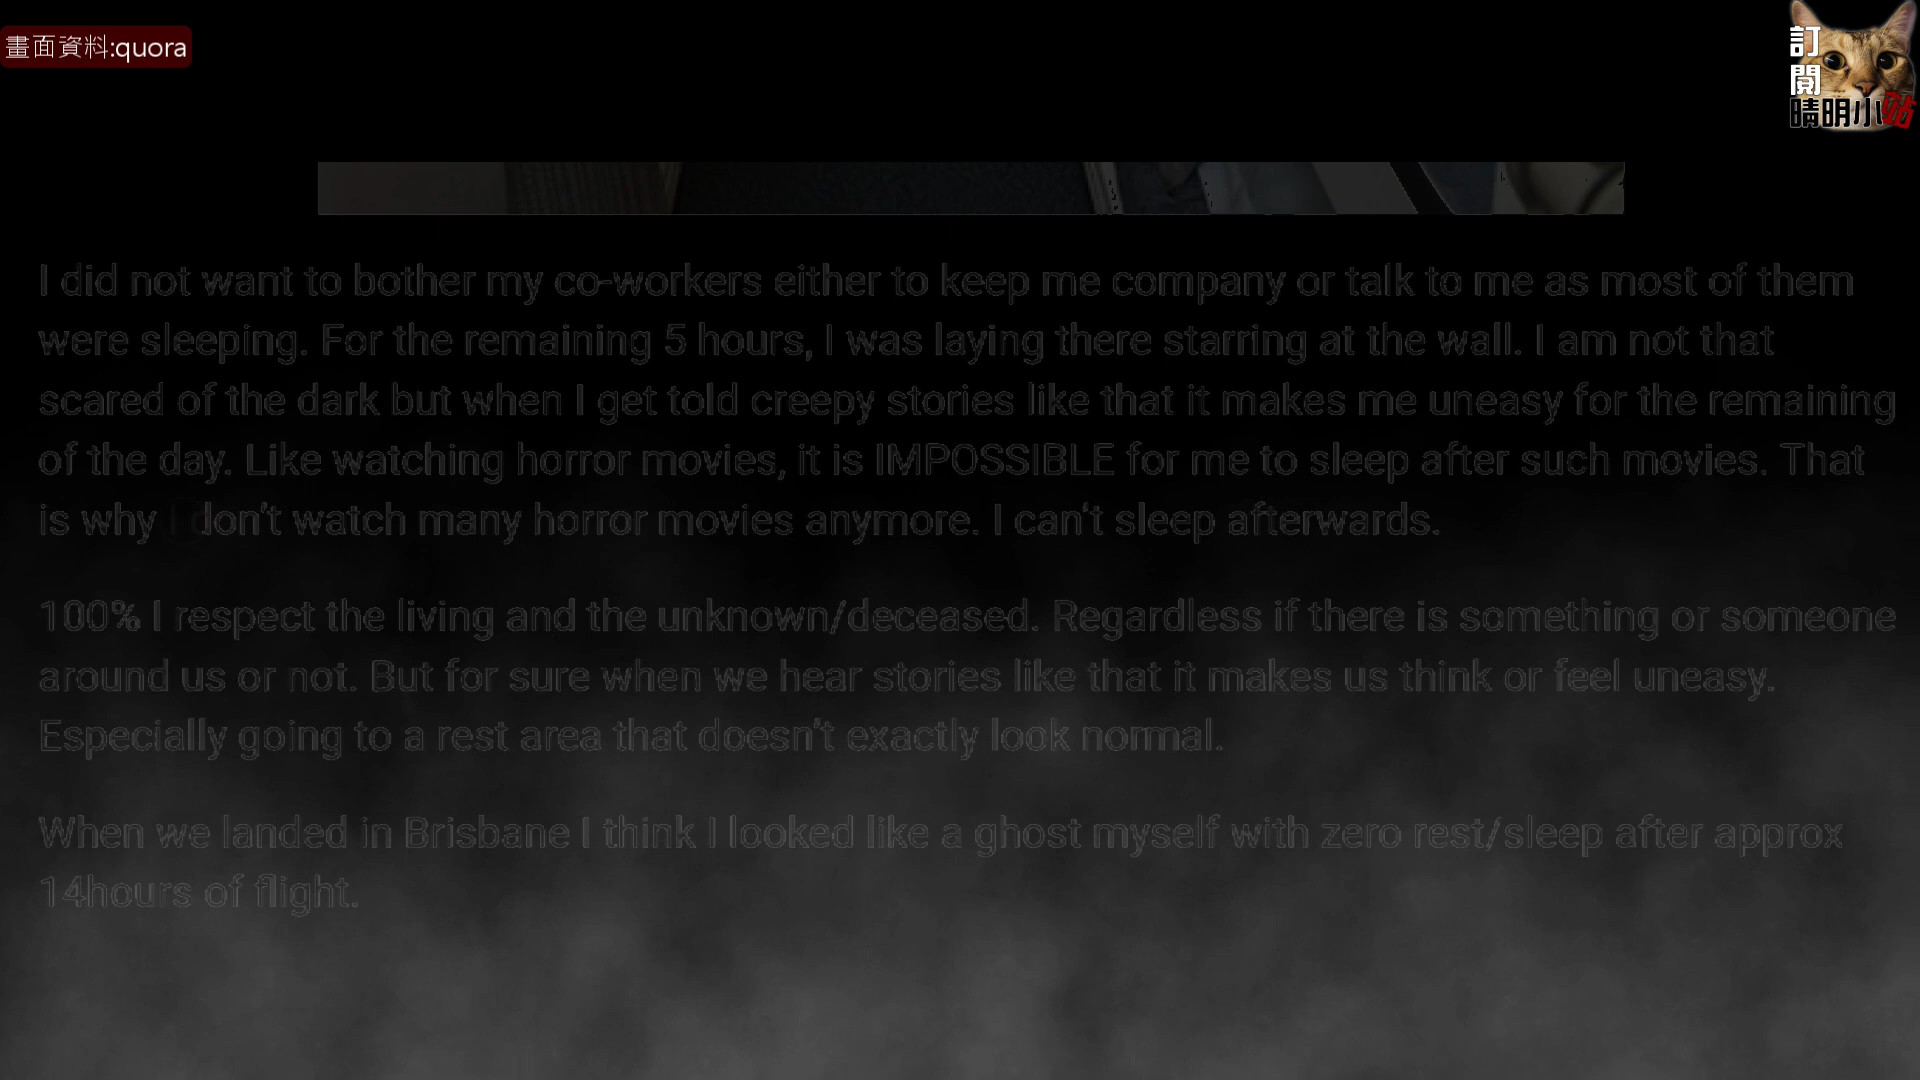 畫面資料:quora
訂
閱
晴明小站
I did not want to bother my co-workers either to keep me company or talk to me as most of them
were sleeping. For the remaining 5 hours, I was laying there starring at the wall. I am not that
scared of the dark but when I get told creepy stories like that it makes me uneasy for the remaining
of the day. Like watching horror movies, it is IMPOSSIBLE for me to sleep after such movies. That
is why I don't watch many horror movies anymore. I can't sleep afterwards.
100% I respect the living and the unknown/deceased. Regardless if there is something or someone
around us or not. But for sure when we hear stories like that it makes us think or feel uneasy.
Especially going to a rest area that doesn't exactly look normal.
When we landed in Brisbane I think I looked like a ghost myself with zero rest/sleep after approx
14hours of flight.